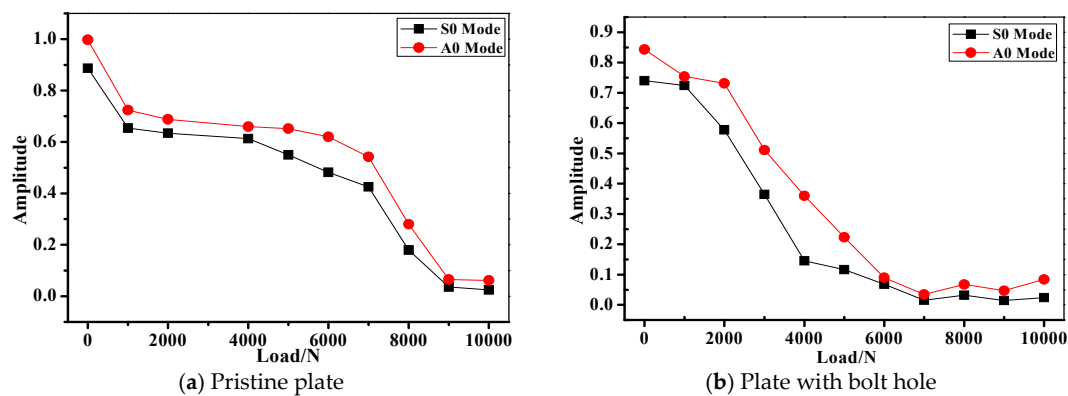 S0 Mode
A0 Mode
1.0
0.8
0.6
0.4
0.2
0.0
Amplitude
0 2000 4000 6000 8000 10000
Load/N
(a) Pristine plate
S0 Mode
A0 Mode
0.9
0.8
0.7
0.6
0.5
0.4
0.3
0.2
0.1
0.0
Amplitude
0 2000 4000 6000 8000 10000
Load/N
(b) Plate with bolt hole